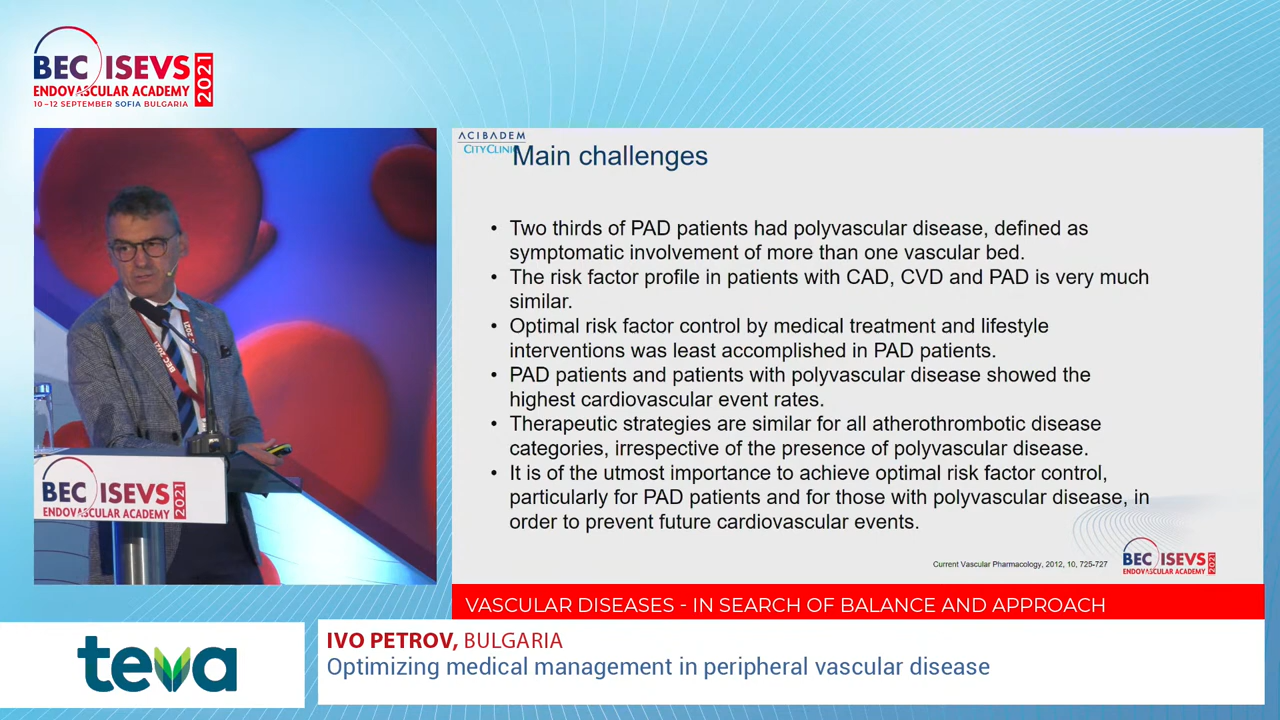 BEC ISEVS 2021
ENDOVASCULAR ACADEMY
10–12 SEPTEMBER SOFIA BULGARIA
BEC ISEVS 2021
ENDOVASCULAR ACADEMY
BEC 2021
ACIBADEM
CITYCLINIC
Main challenges
• Two thirds of PAD patients had polyvascular disease, defined as
symptomatic involvement of more than one vascular bed.
• The risk factor profile in patients with CAD, CVD and PAD is very much
similar.
• Optimal risk factor control by medical treatment and lifestyle
interventions was least accomplished in PAD patients.
• PAD patients and patients with polyvascular disease showed the
highest cardiovascular event rates.
• Therapeutic strategies are similar for all atherothrombotic disease
categories, irrespective of the presence of polyvascular disease.
• It is of the utmost importance to achieve optimal risk factor control,
particularly for PAD patients and for those with polyvascular disease, in
order to prevent future cardiovascular events.
Current Vascular Pharmacology, 2012, 10, 725-727
BEC ISEVS 2021
ENDOVASCULAR ACADEMY
VASCULAR DISEASES - IN SEARCH OF BALANCE AND APPROACH
teva
IVO PETROV, BULGARIA
Optimizing medical management in peripheral vascular disease